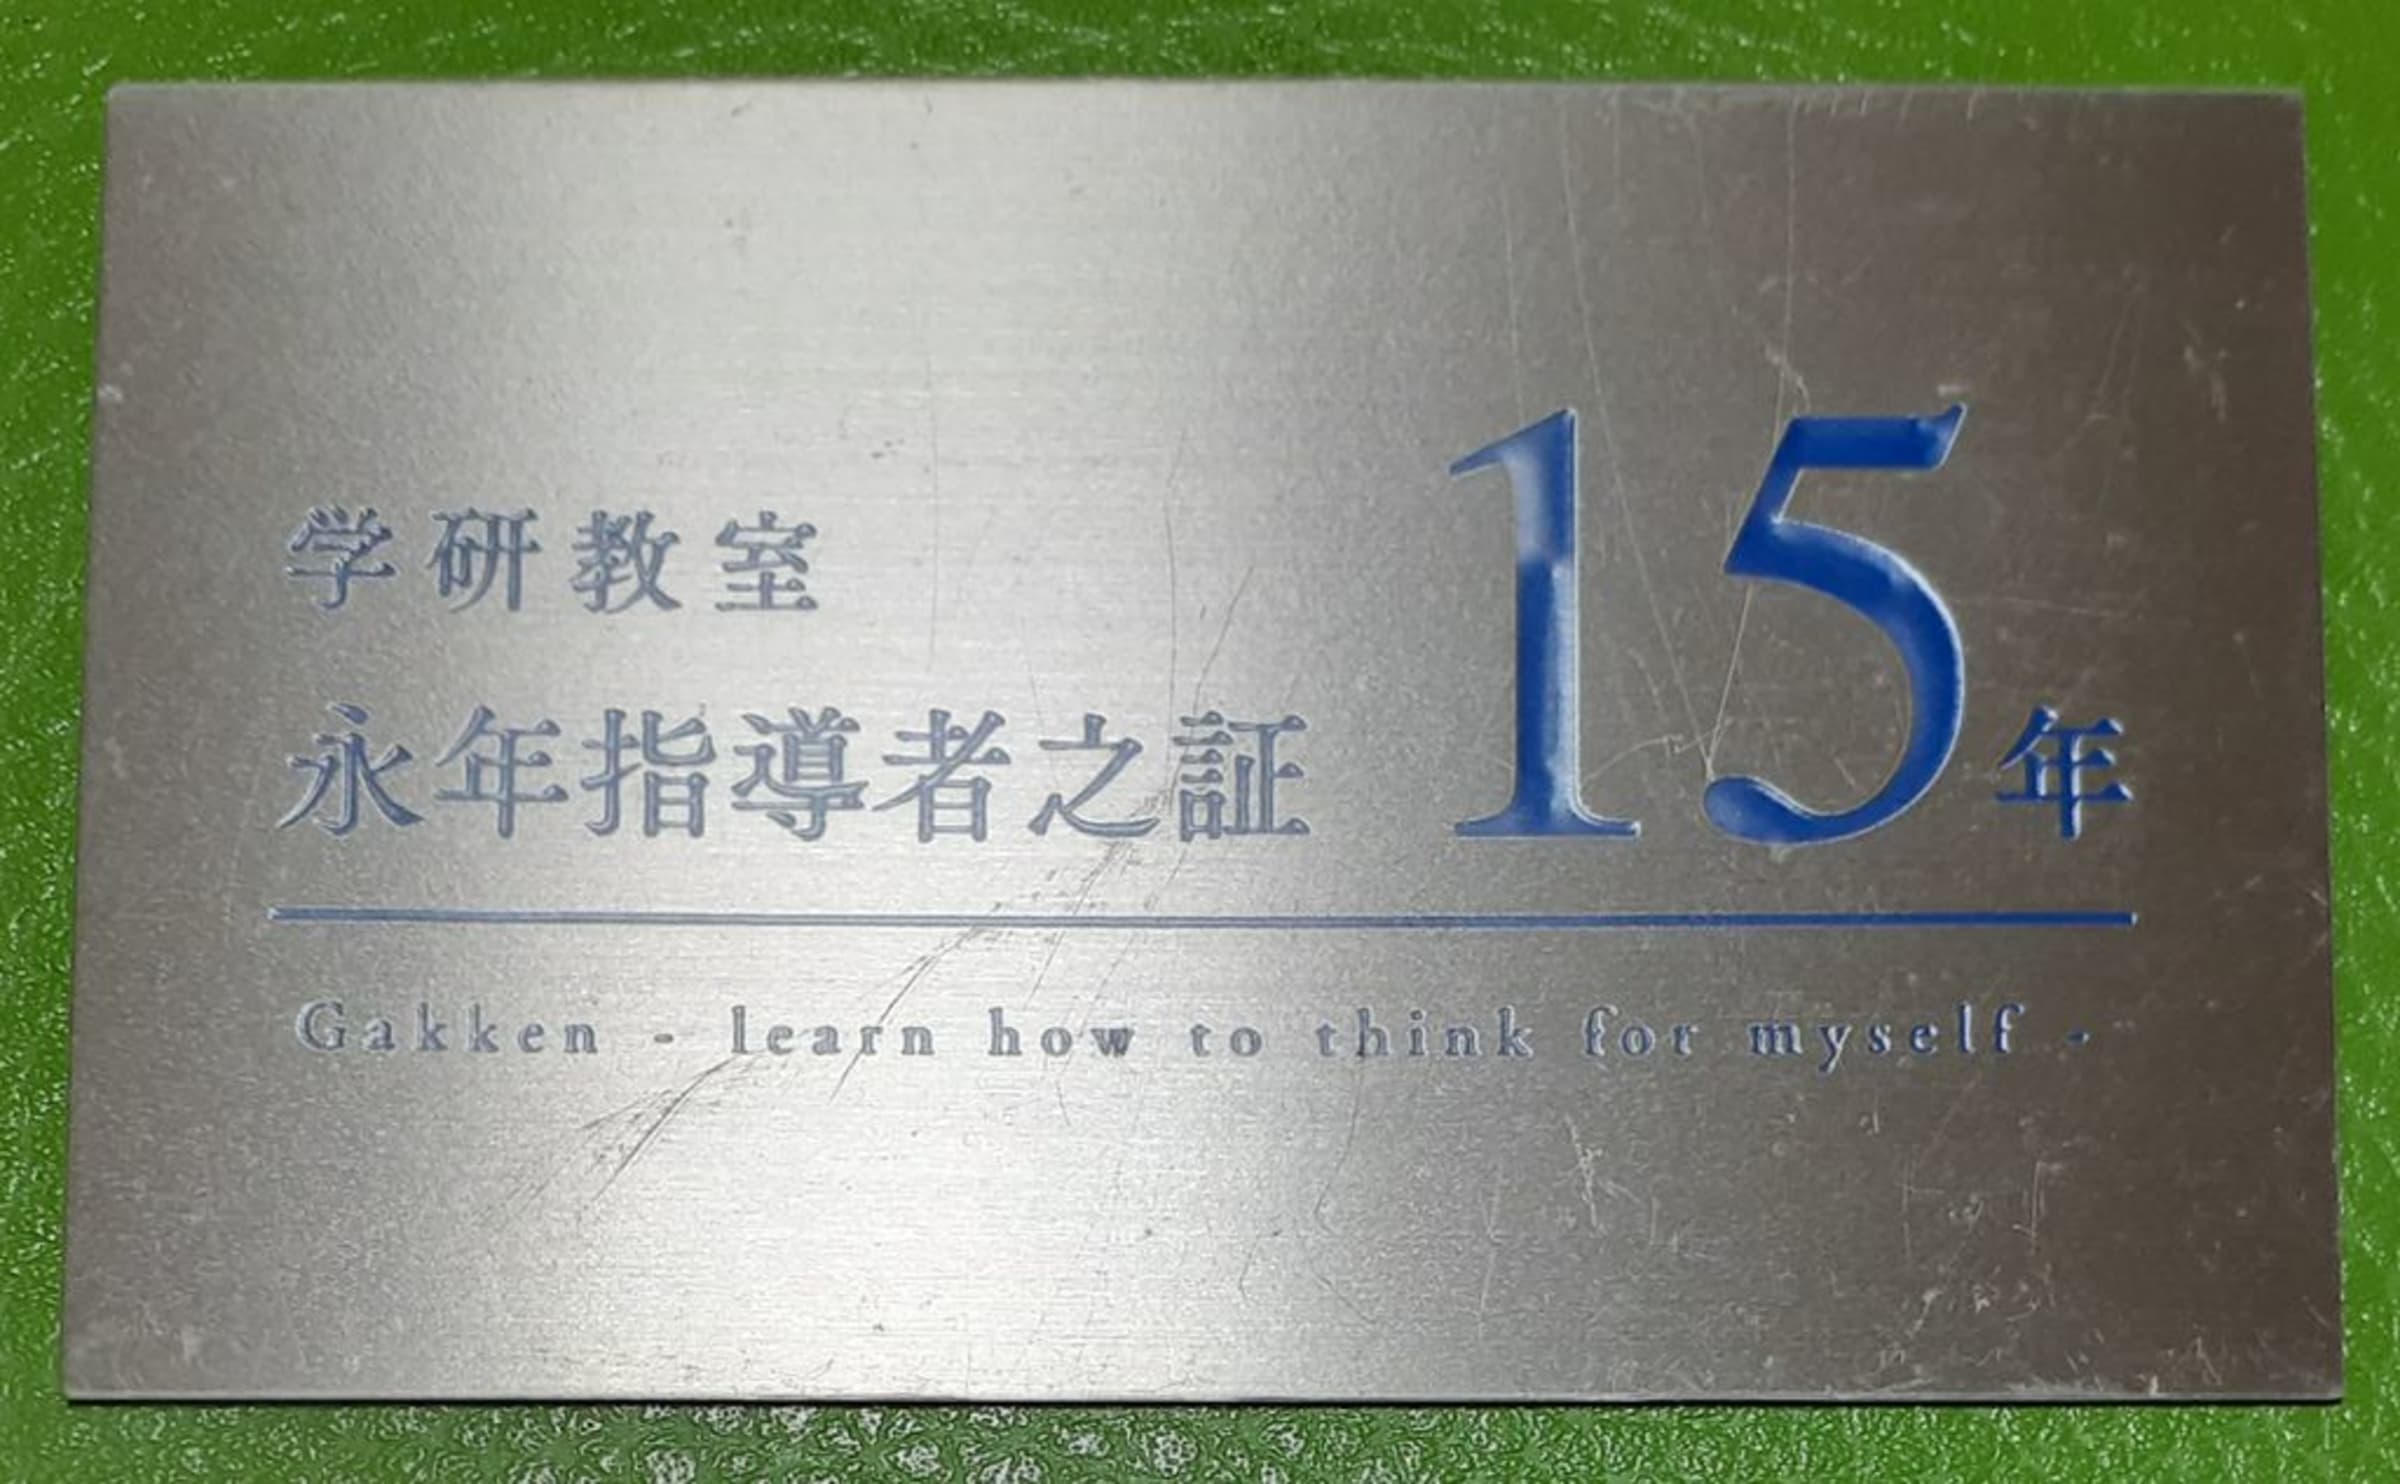 学研教室
永年指導者之証 15年
Gakken - learn how to think for myself -